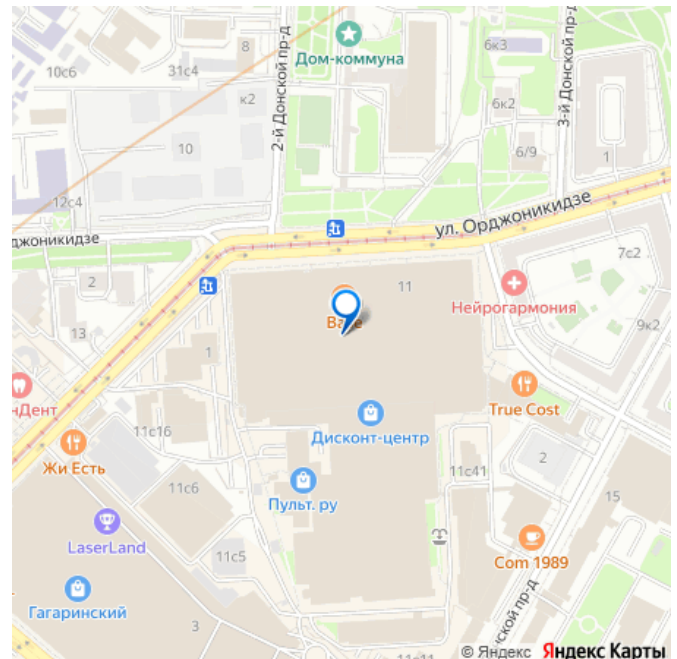 8
Дом-коммуна
6к3
10с6
31с4
2-й Донской пр-д
3-й Донской пр-д
к2
6к2
10
6/9
1
12с4
ул. Орджоникидзе
джоникидзе
7с2
2
11
Нейрогармония
13
9к2
1
нДент
True Cost
Дисконт-центр
11с16
Жи Есть
2
11с41
11с6
Пульт. ру
15
LaserLand
11с5
Com 1989
Гагаринский
3
ской пр-д
© Яндекс Яндекс Карты